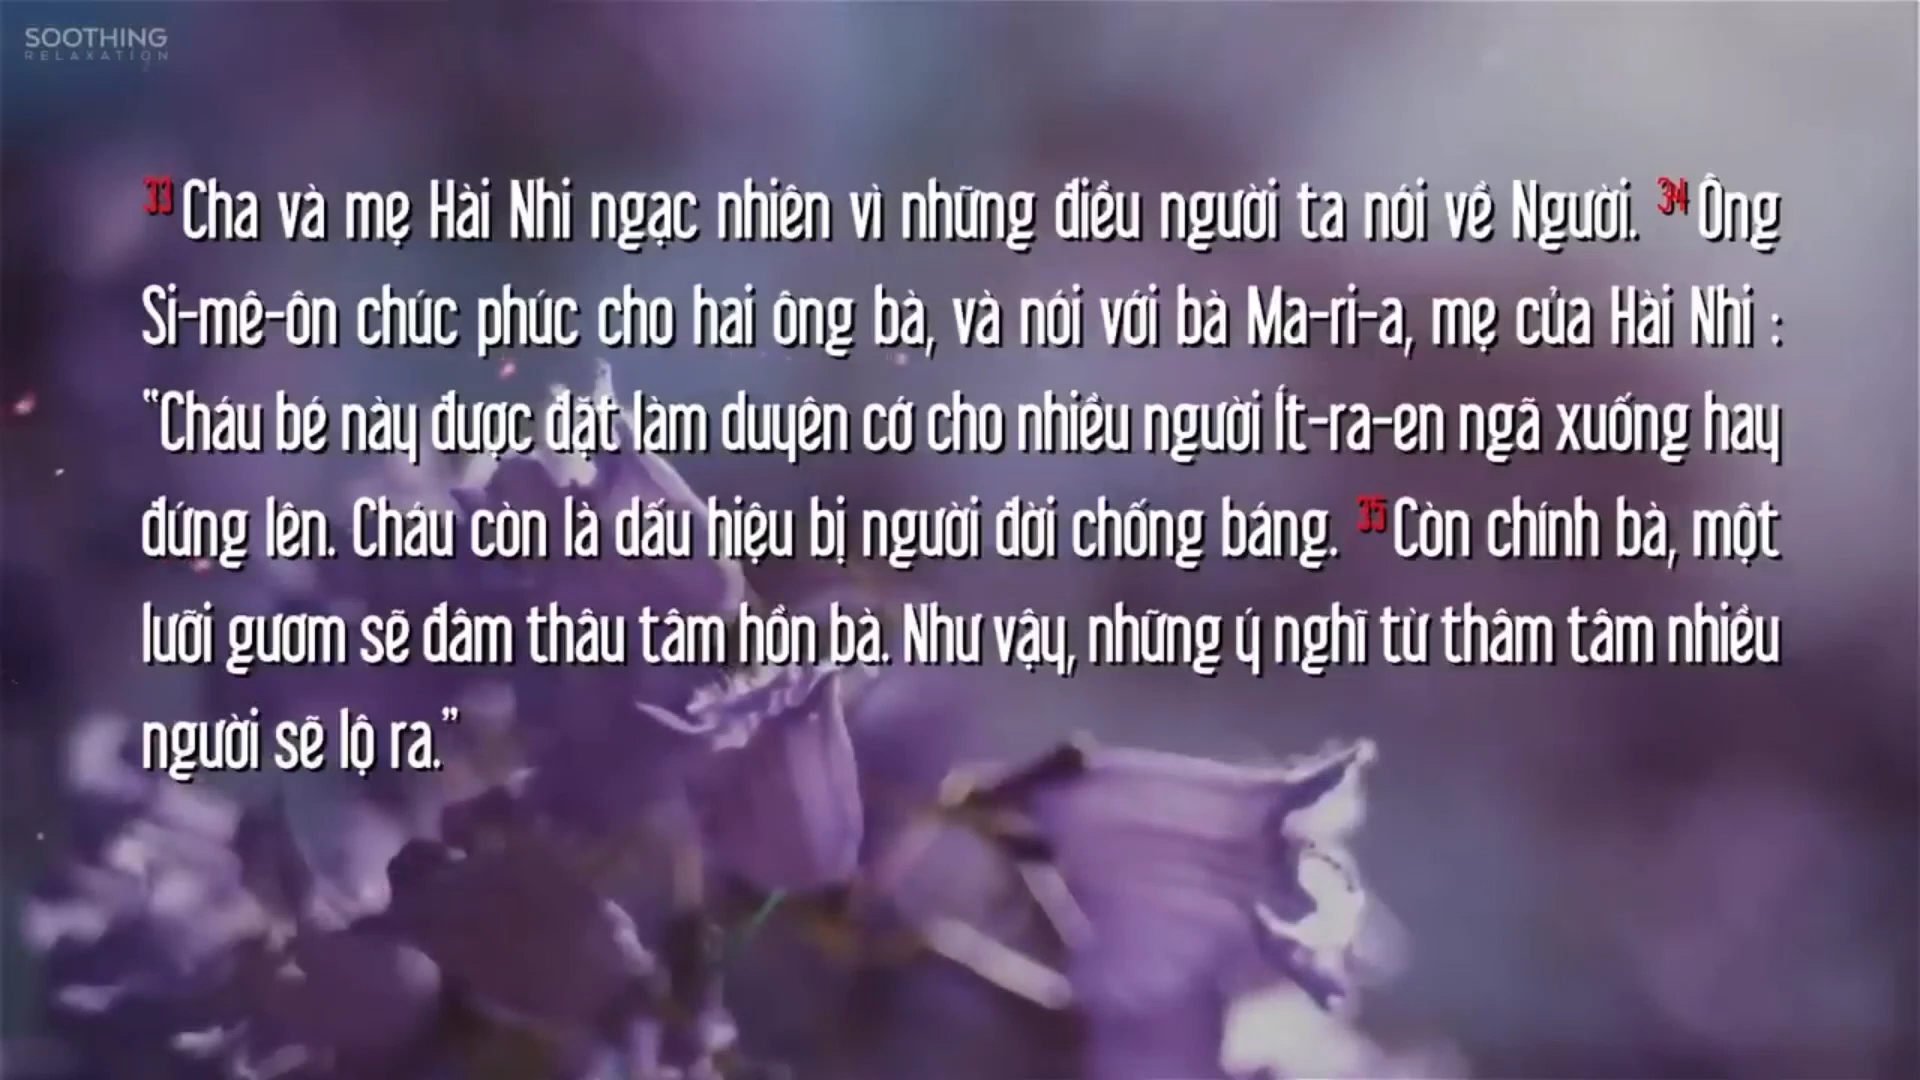 SOOTHING
RELAXATION
33 Cha và mẹ Hài Nhi ngạc nhiên vì những điều người ta nói về Người. 34 Ông
Si-mê-ôn chúc phúc cho hai ông bà, và nói với bà Ma-ri-a, mẹ của Hài Nhi :
“Cháu bé này được đặt làm duyên cớ cho nhiều người Ít-ra-en ngã xuống hay
đứng lên. Cháu còn là dấu hiệu bị người đời chống báng. 35 Còn chính bà, một
lưỡi gươm sẽ đâm thâu tâm hồn bà. Như vậy, những ý nghĩ từ thâm tâm nhiều
người sẽ lộ ra.”